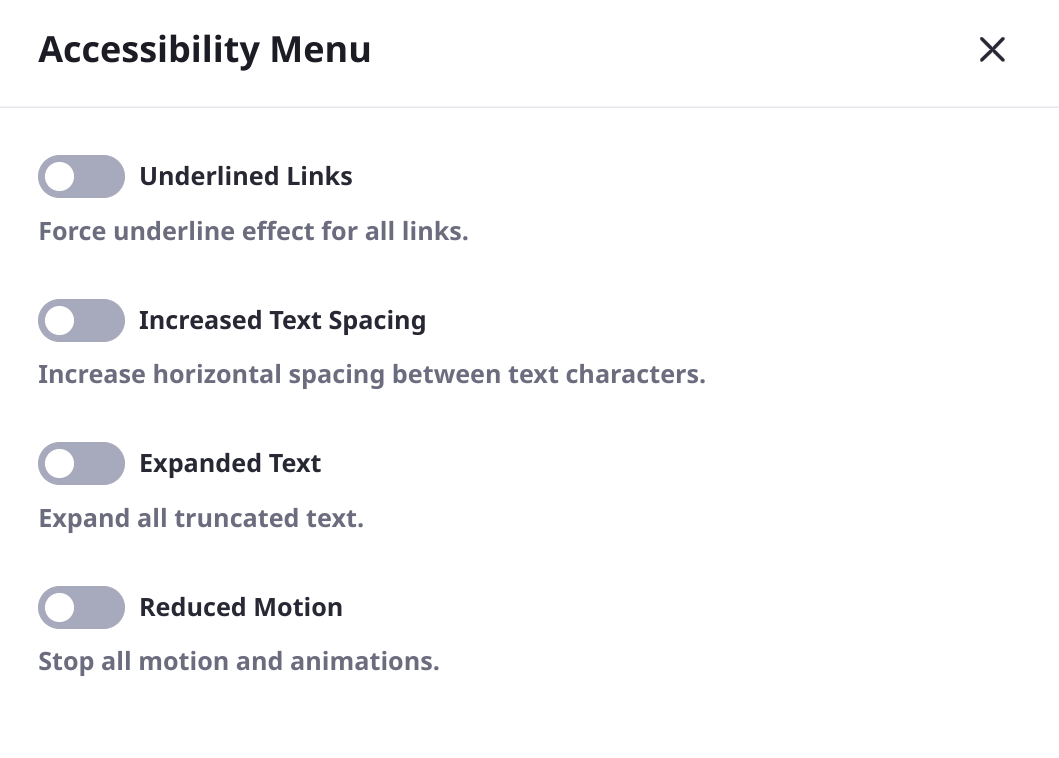 Accessibility Menu
Underlined Links
Force underline effect for all links.
Increased Text Spacing
Increase horizontal spacing between text characters.
Expanded Text
Expand all truncated text.
Reduced Motion
Stop all motion and animations.